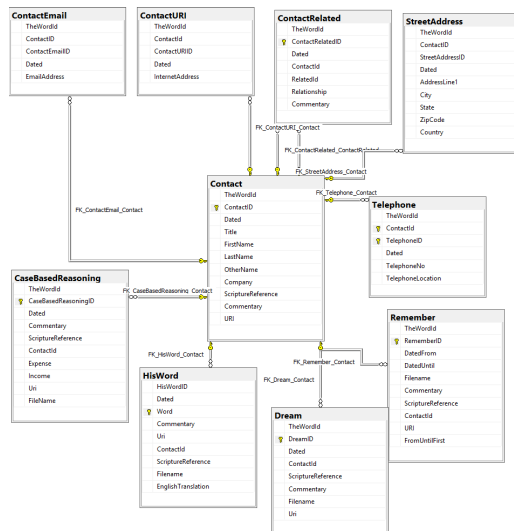 ContactEmail
TheWordId
ContactID
ContactEmailID
Dated
EmailAddress
ContactURI
TheWordId
ContactId
ContactURIID
Dated
InternetAddress
ContactRelated
TheWordId
ContactRelatedID
Dated
ContactId
RelatedId
Relationship
Commentary
StreetAddress
TheWordId
ContactID
StreetAddressID
Dated
AddressLine1
City
State
ZipCode
Country
FK_ContactURI_Contact
FK_ContactRelated_ContactRelated
FK_StreetAddress_Contact
FK_Telephone_Contact
FK_ContactEmail_Contact
Contact
TheWordId
ContactID
Dated
Title
FirstName
LastName
OtherName
Company
ScriptureReference
Commentary
URI
Telephone
TheWordId
ContactId
TelephoneID
Dated
TelephoneNo
TelephoneLocation
CaseBasedReasoning
TheWordId
CaseBasedReasoningID
Dated
Commentary
ScriptureReference
ContactId
Expense
Income
Uri
FileName
FK_CaseBasedReasoning_Contact
FK_HisWord_Contact
FK_Remember_Contact
FK_Dream_Contact
Remember
TheWordId
RememberID
DatedFrom
DatedUntil
Filename
Commentary
ScriptureReference
ContactId
URI
FromUntilFirst
HisWord
HisWordID
Dated
Word
Commentary
Uri
ContactId
ScriptureReference
Filename
EnglishTranslation
Dream
TheWordId
DreamID
Dated
ContactId
ScriptureReference
Commentary
Filename
Uri